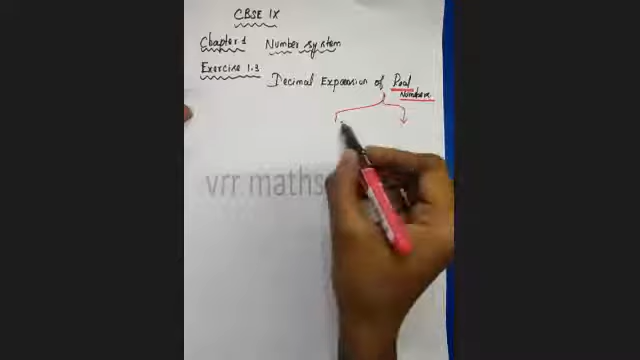 CBSE IX
Chapter 1 Number system
Exercise 1.3
Decimal Expansion of Real
Numbers
vrr maths